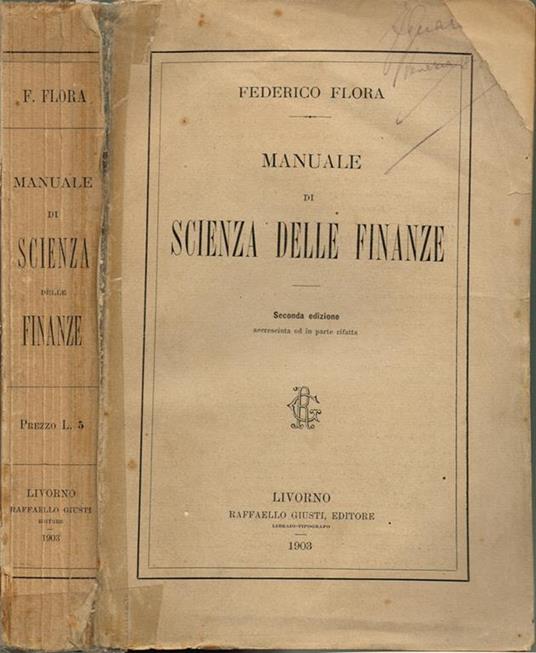 F. FLORA
MANUALE
DI
SCIENZA
DELLE
FINANZE
PREZZO L. 5
LIVORNO
RAFFAELLO GIUSTI
EDITORE
1903
FEDERICO FLORA
MANUALE
DI
SCIENZA DELLE FINANZE
Seconda edizione
accresciuta ed in parte rifatta
RG
LIVORNO
RAFFAELLO GIUSTI, EDITORE
LIBRAIO-TIPOGRAFO
1903